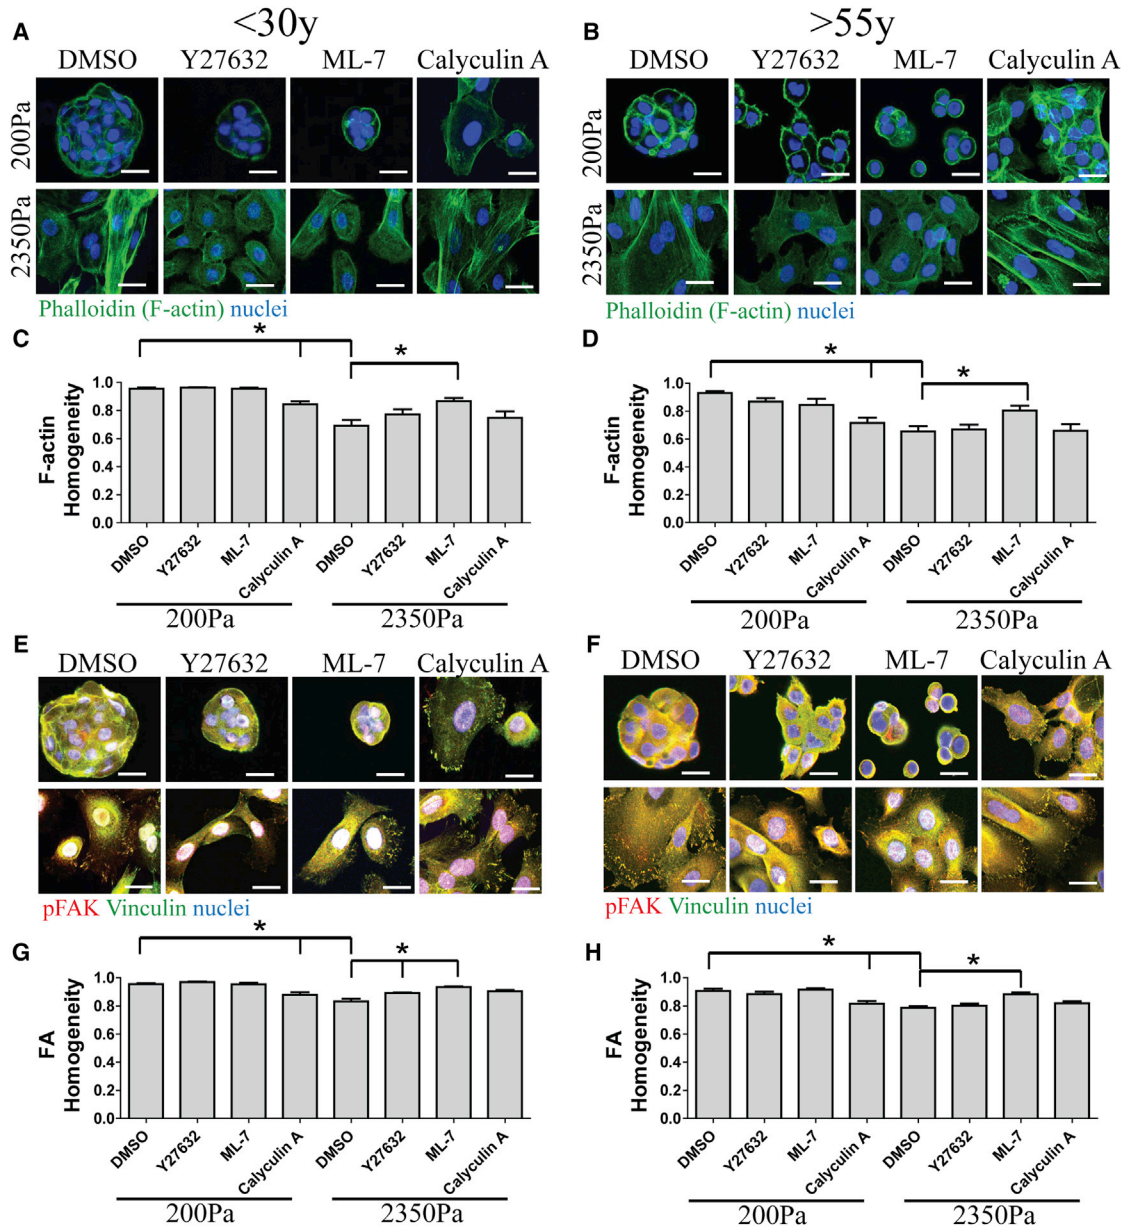 <30y >55y
A B
DMSO Y27632 ML-7 Calyculin A
DMSO Y27632 ML-7 Calyculin A
200Pa
2350Pa
200Pa
2350Pa
Phalloidin (F-actin) nuclei
Phalloidin (F-actin) nuclei
C
*
*
F-actin
Homogeneity
1.0
0.8
0.6
0.4
0.2
0.0
DMSO Y27632 ML-7 Calyculin A DMSO Y27632 ML-7 Calyculin A
200Pa 2350Pa
D
*
*
F-actin
Homogeneity
1.0
0.8
0.6
0.4
0.2
0.0
DMSO Y27632 ML-7 Calyculin A DMSO Y27632 ML-7 Calyculin A
200Pa 2350Pa
E
DMSO Y27632 ML-7 Calyculin A
pFAK Vinculin nuclei
F
DMSO Y27632 ML-7 Calyculin A
pFAK Vinculin nuclei
G
*
*
FA
Homogeneity
1.0
0.8
0.6
0.4
0.2
0.0
DMSO Y27632 ML-7 Calyculin A DMSO Y27632 ML-7 Calyculin A
200Pa 2350Pa
H
*
*
FA
Homogeneity
1.0
0.8
0.6
0.4
0.2
0.0
DMSO Y27632 ML-7 Calyculin A DMSO Y27632 ML-7 Calyculin A
200Pa 2350Pa